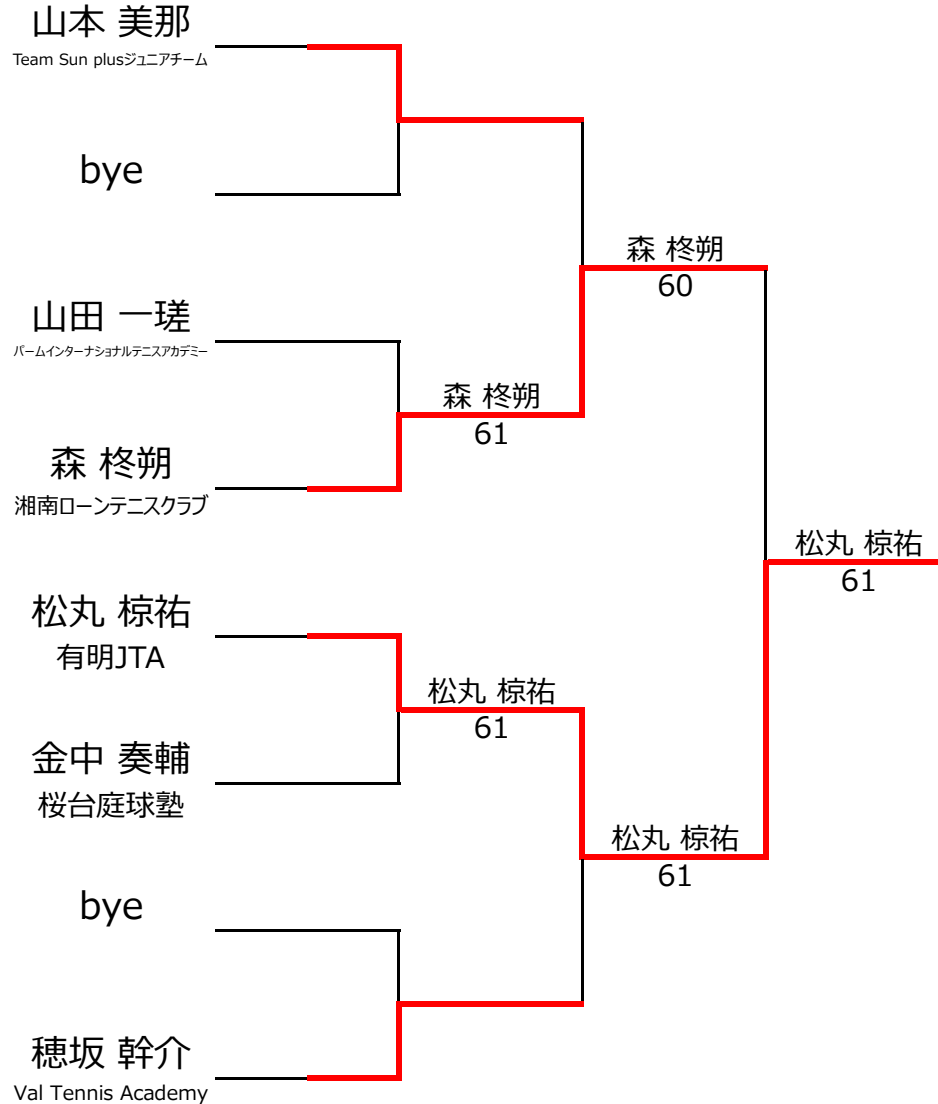 山本 美那
Team Sun plusジュニアチーム
bye
山田 一瑳
パームインターナショナルテニスアカデミー
森 柊朔
湘南ローンテニスクラブ
松丸 椋祐
有明JTA
金中 奏輔
桜台庭球塾
bye
穂坂 幹介
Val Tennis Academy
森 柊朔
61
松丸 椋祐
61
森 柊朔
60
松丸 椋祐
61
松丸 椋祐
61